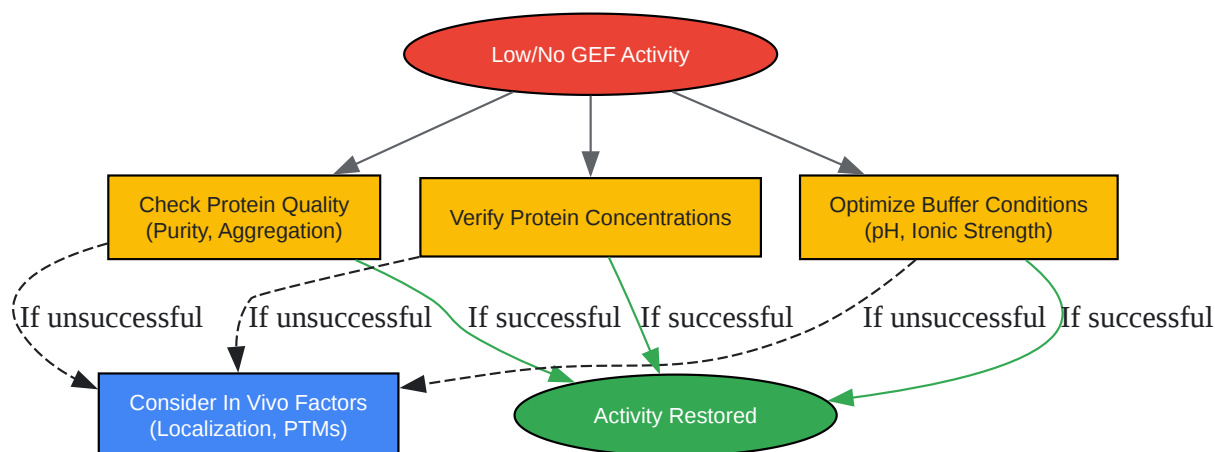 Low/No GEF Activity
Check Protein Quality
(Purity, Aggregation)
Verify Protein Concentrations
Optimize Buffer Conditions
(pH, Ionic Strength)
If unsuccessful
If unsuccessful
If successful
If successful
If unsuccessful
If successful
Consider In Vivo Factors
(Localization, PTMs)
Activity Restored